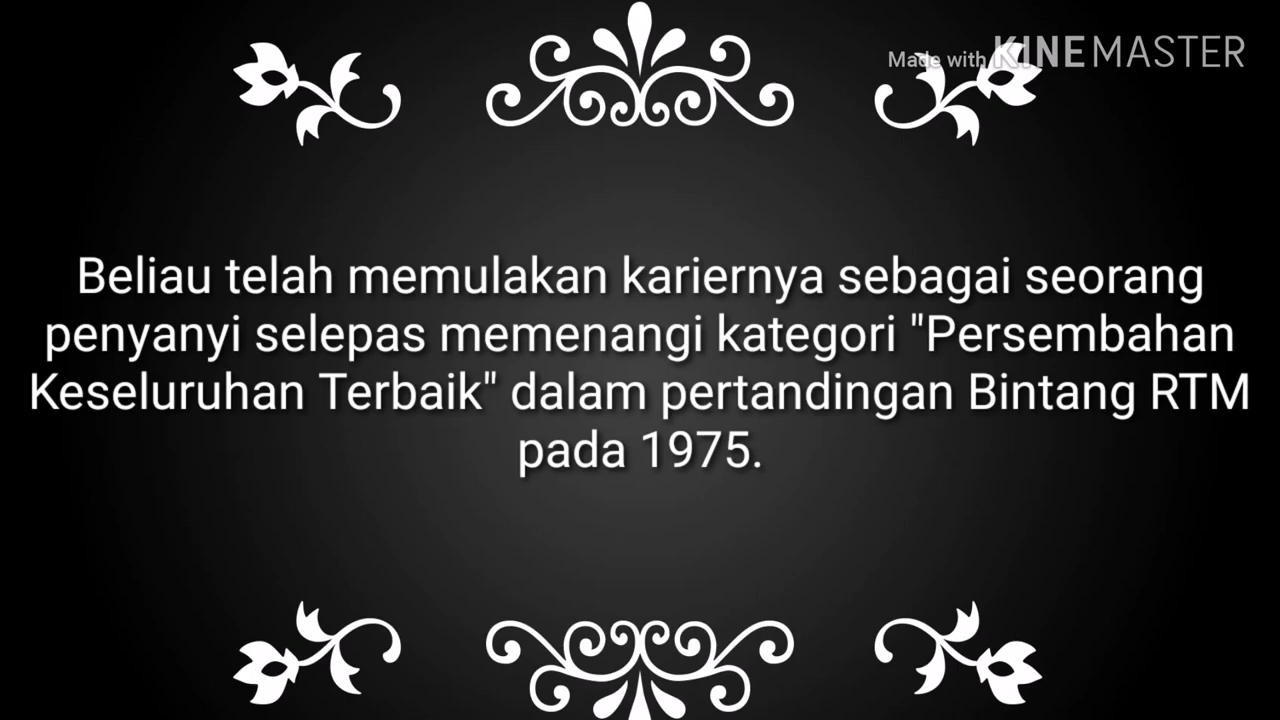 Made with KINEMASTER
Beliau telah memulakan kariernya sebagai seorang
penyanyi selepas memenangi kategori "Persembahan
Keseluruhan Terbaik" dalam pertandingan Bintang RTM
pada 1975.